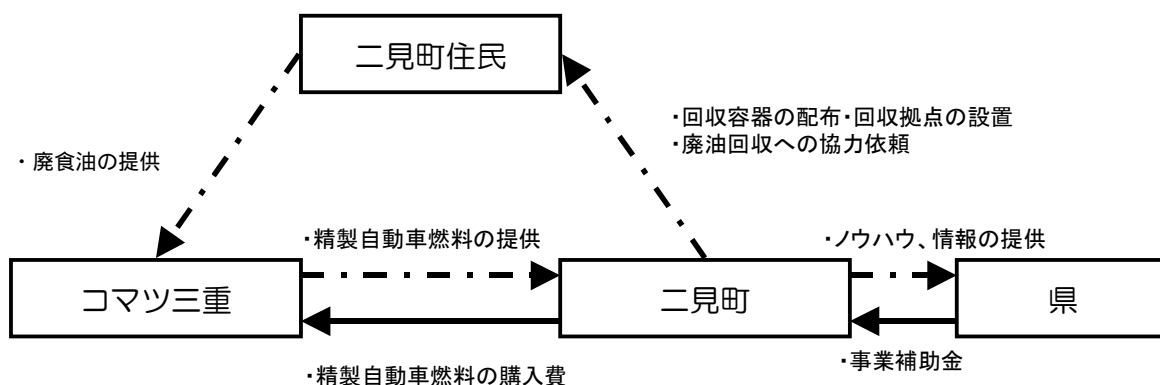 二見町住民
・回収容器の配布・回収拠点の設置
・廃油回収への協力依頼
・廃食油の提供
・精製自動車燃料の提供
・ノウハウ、情報の提供
コマツ三重
二見町
県
・事業補助金
・精製自動車燃料の購入費